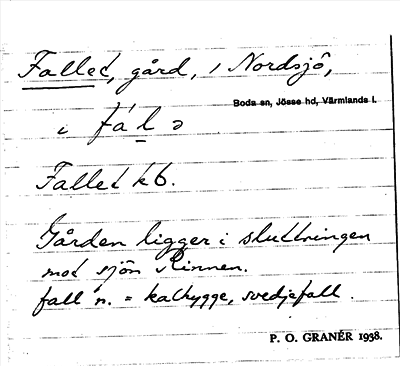 Fallet, gård, i Nordsjö,
Boda sn, Jösse hd, Värmlands l.
i fàlə
Fallet kb.
Gården ligger i sluttningen
mot sjön Rinnen.
fall n. = kalhygge, svedjefall.
P. O. GRANÉR 1938.